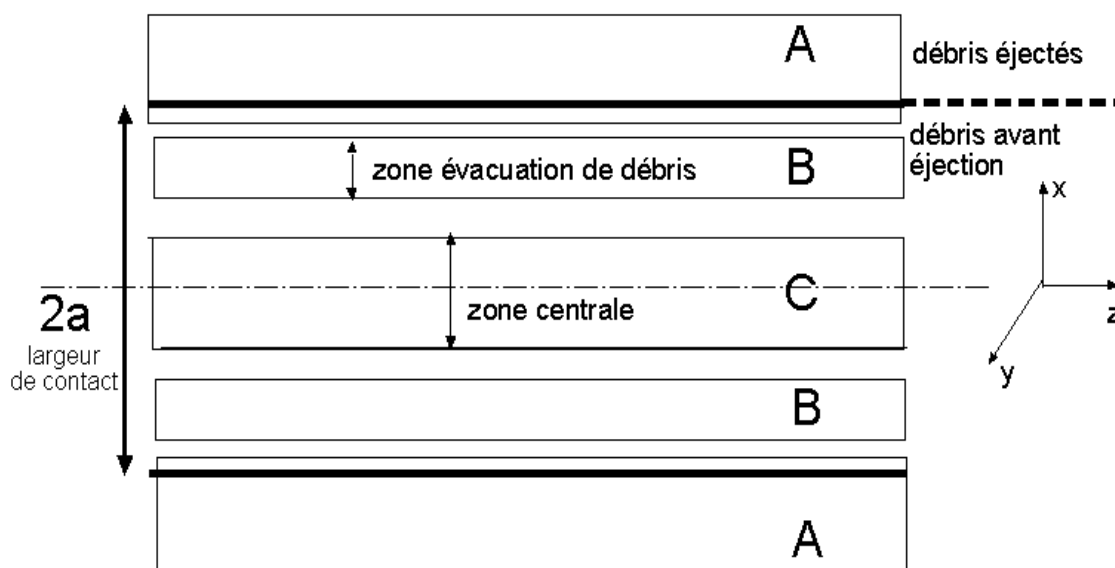 A
débris éjectés
débris avant
éjection
zone évacuation de débris
B
x
C
zone centrale
2a
largeur
de contact
z
y
B
A